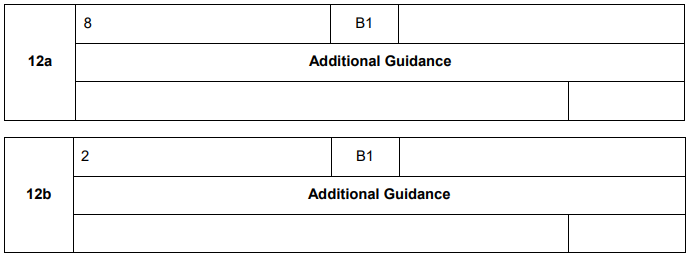 8 B1
12a
Additional Guidance
2 B1
12b
Additional Guidance